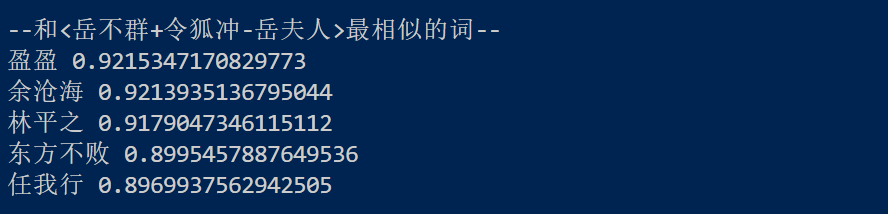 --和<岳不群+令狐冲-岳夫人>最相似的词--
盈盈 0.9215347170829773
余沧海 0.9213935136795044
林平之 0.9179047346115112
东方不败 0.8995457887649536
任我行 0.8969937562942505